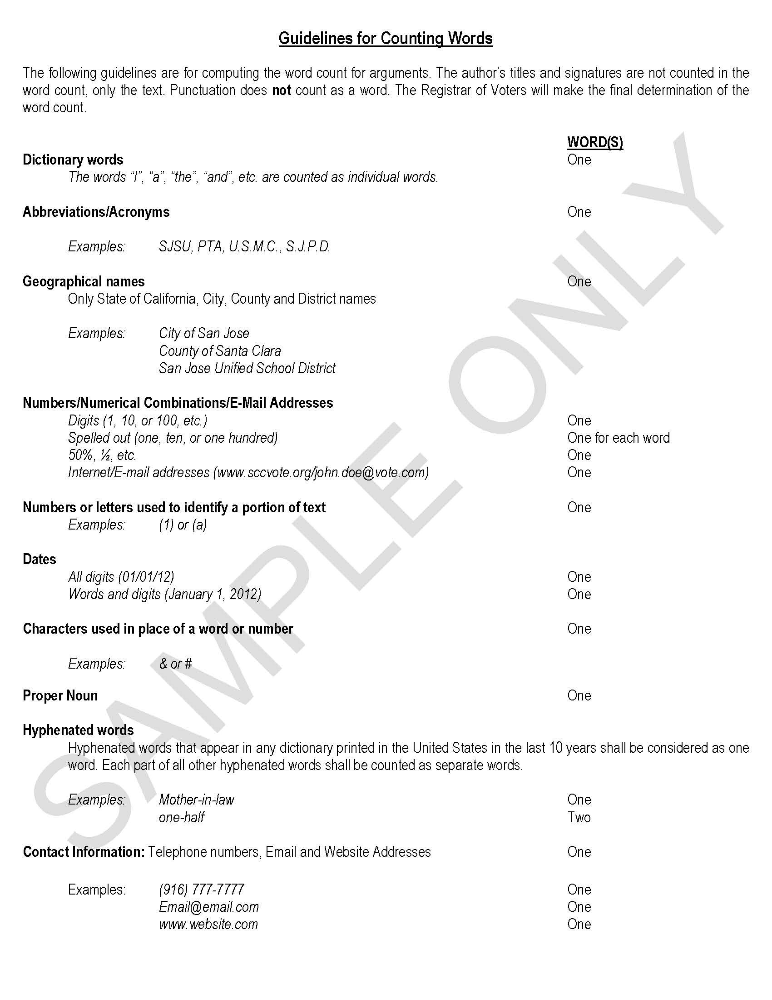 Guidelines for Counting Words
The following guidelines are for computing the word count for arguments. The author’s titles and signatures are not counted in the
word count, only the text. Punctuation does not count as a word. The Registrar of Voters will make the final determination of the
word count.
WORD(S)
Dictionary words One
The words “I”, “a”, “the”, “and”, etc. are counted as individual words.
Abbreviations/Acronyms One
Examples: SJSU, PTA, U.S.M.C., S.J.P.D.
Geographical names One
Only State of California, City, County and District names
Examples: City of San Jose
County of Santa Clara
San Jose Unified School District
Numbers/Numerical Combinations/E-Mail Addresses
Digits (1, 10, or 100, etc.) One
Spelled out (one, ten, or one hundred) One for each word
50%, ½, etc. One
Internet/E-mail addresses (www.sccvote.org/john.doe@vote.com) One
Numbers or letters used to identify a portion of text One
Examples: (1) or (a)
Dates
All digits (01/01/12) One
Words and digits (January 1, 2012) One
Characters used in place of a word or number One
Examples: & or #
Proper Noun One
Hyphenated words
Hyphenated words that appear in any dictionary printed in the United States in the last 10 years shall be considered as one
word. Each part of all other hyphenated words shall be counted as separate words.
Examples: Mother-in-law One
one-half Two
Contact Information: Telephone numbers, Email and Website Addresses One
Examples: (916) 777-7777 One
Email@email.com One
www.website.com One
SAMPLE ONLY